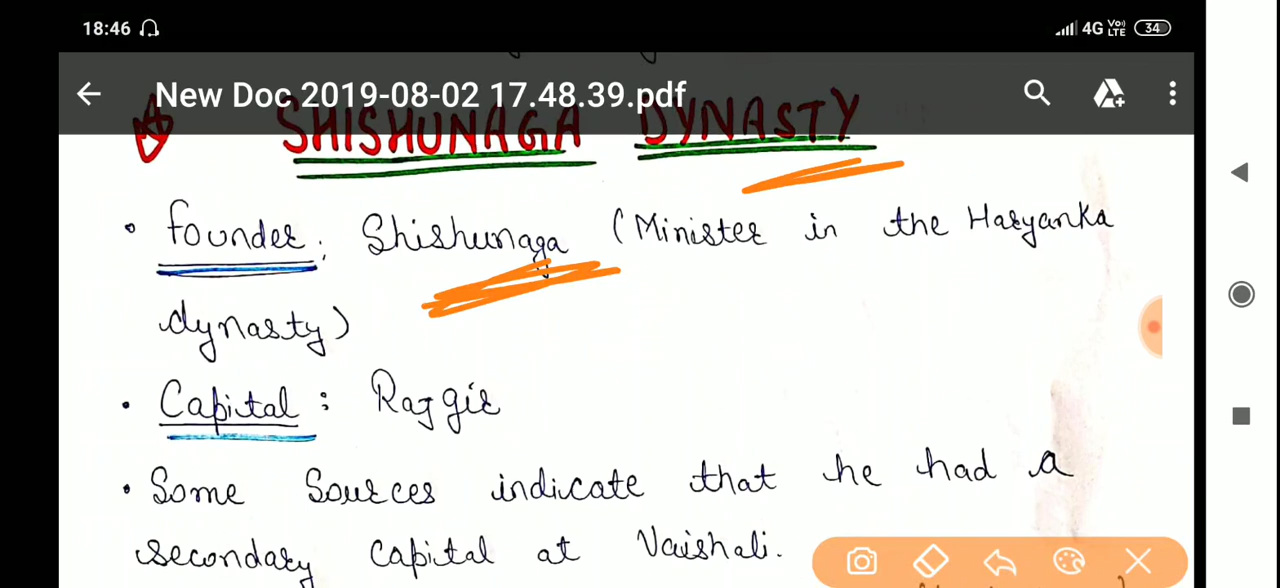 18:46 4G VoLTE 34
New Doc 2019-08-02 17.48.39.pdf
SHISHUNAGA DYNASTY
• Founder: Shishunaga (Minister in the Haryanka
dynasty)
• Capital: Rajgir
• Some Sources indicate that he had a
secondary capital at Vaishali.